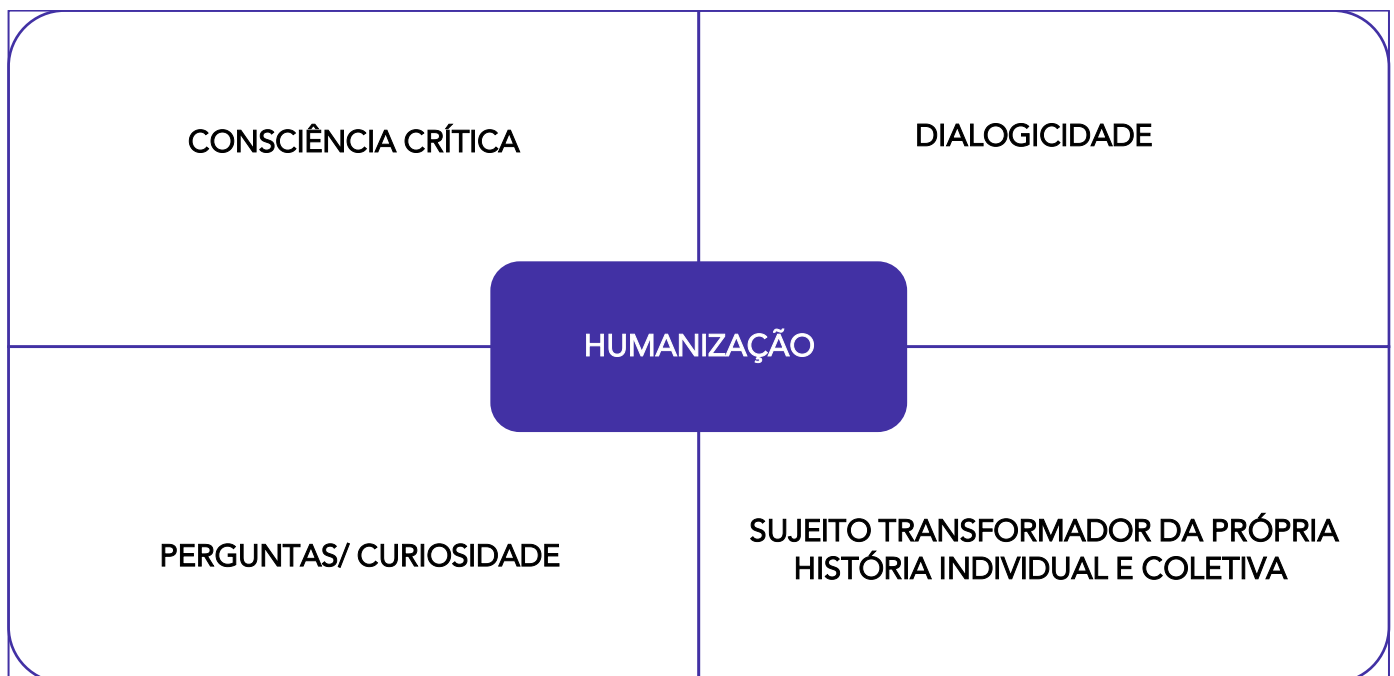 CONSCIÊNCIA CRÍTICA
DIALOGICIDADE
HUMANIZAÇÃO
PERGUNTAS/ CURIOSIDADE
SUJEITO TRANSFORMADOR DA PRÓPRIA
HISTÓRIA INDIVIDUAL E COLETIVA